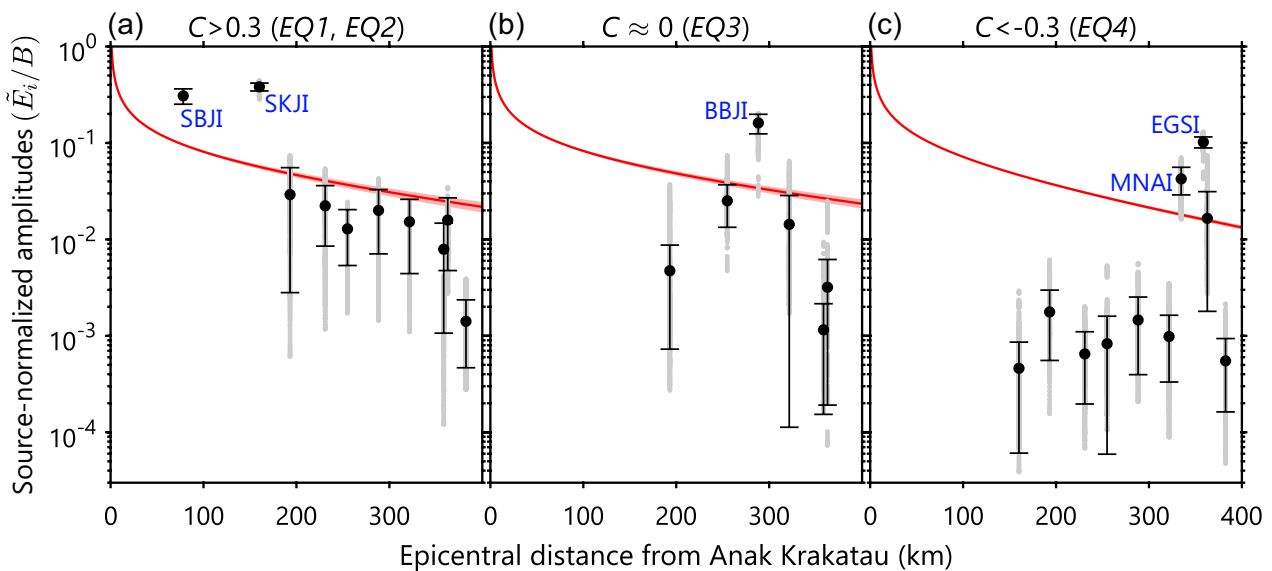 (a) C>0.3 (EQ1, EQ2)
(b) C ≈ 0 (EQ3)
(c) C<-0.3 (EQ4)
Source-normalized amplitudes (Ẽᵢ/B)
10⁰
10⁻¹
10⁻²
10⁻³
10⁻⁴
SBJI
SKJI
BBJI
EGSI
MNAI
0 100 200 300 0 100 200 300 0 100 200 300 400
Epicentral distance from Anak Krakatau (km)